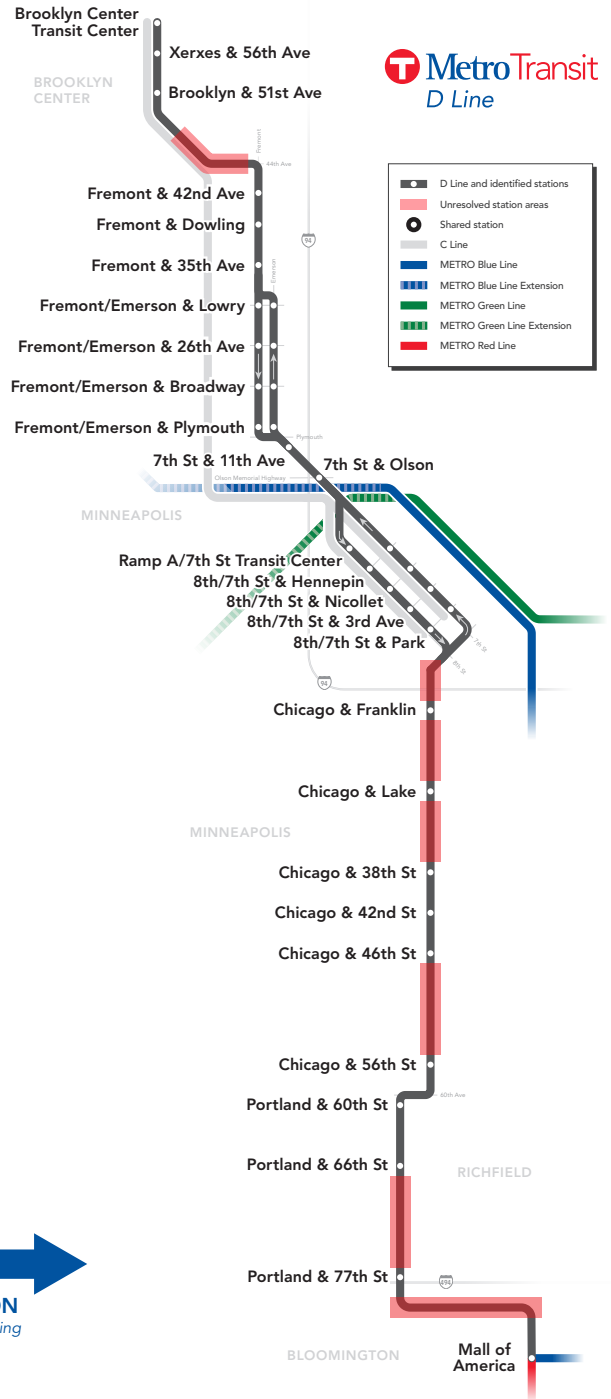 Brooklyn Center
Transit Center
Xerxes & 56th Ave
Brooklyn & 51st Ave
BROOKLYN
CENTER
T MetroTransit
D Line
D Line and identified stations
Unresolved station areas
Shared station
C Line
METRO Blue Line
METRO Blue Line Extension
METRO Green Line
METRO Green Line Extension
METRO Red Line
Fremont
44th Ave
Fremont & 42nd Ave
Fremont & Dowling
94
Fremont & 35th Ave
Emerson
Fremont/Emerson & Lowry
Fremont/Emerson & 26th Ave
Fremont/Emerson & Broadway
Fremont/Emerson & Plymouth
Plymouth
7th St & 11th Ave
7th St & Olson
Olson Memorial Highway
MINNEAPOLIS
Ramp A/7th St Transit Center
8th/7th St & Hennepin
8th/7th St & Nicollet
8th/7th St & 3rd Ave
8th/7th St & Park
7th St
8th St
94
Chicago & Franklin
Chicago & Lake
MINNEAPOLIS
Chicago & 38th St
Chicago & 42nd St
Chicago & 46th St
Chicago & 56th St
60th Ave
Portland & 60th St
Portland & 66th St
RICHFIELD
Portland & 77th St
494
ON
ing
BLOOMINGTON
Mall of
America